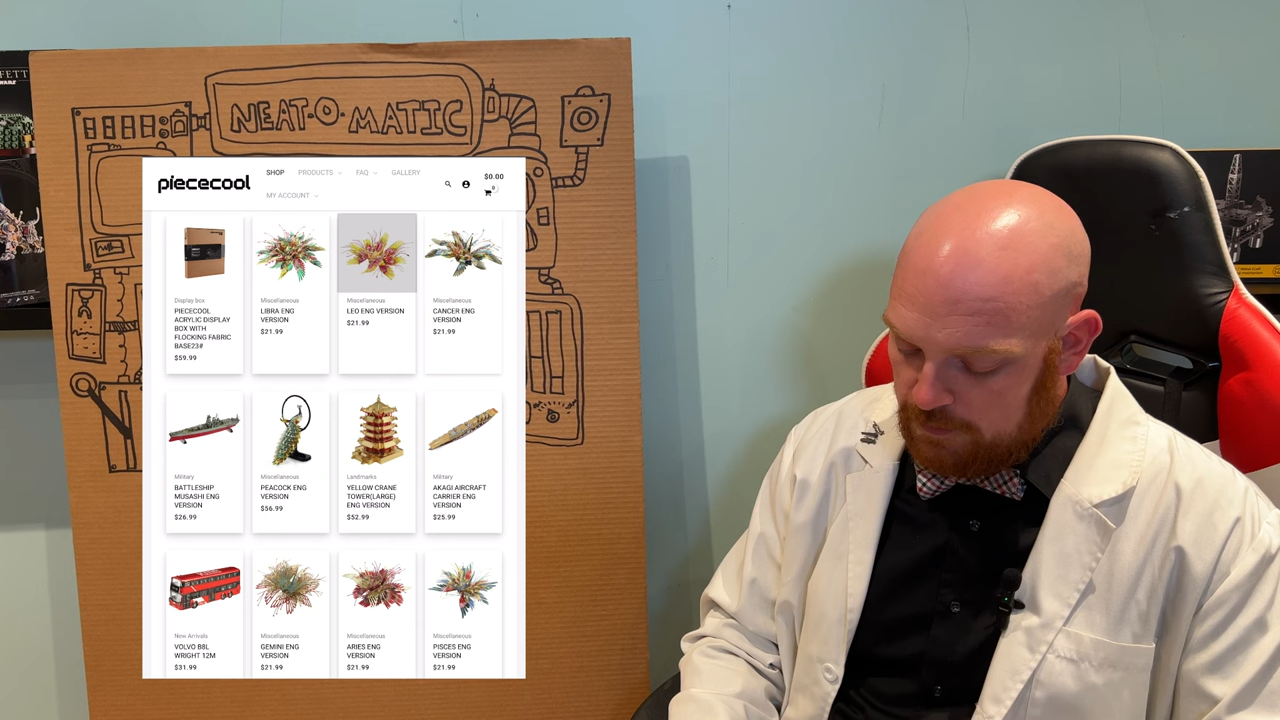 FETT
NEAT-O-MATIC
piececool
SHOP PRODUCTS FAQ GALLERY
MY ACCOUNT
$0.00
0
Display box
PIECECOOL
ACRYLIC DISPLAY
BOX WITH
FLOCKING FABRIC
BASE23#
$59.99
Miscellaneous
LIBRA ENG
VERSION
$21.99
Miscellaneous
LEO ENG VERSION
$21.99
Miscellaneous
CANCER ENG
VERSION
$21.99
Military
BATTLESHIP
MUSASHI ENG
VERSION
$26.99
Miscellaneous
PEACOCK ENG
VERSION
$56.99
Landmarks
YELLOW CRANE
TOWER(LARGE)
ENG VERSION
$52.99
Military
AKAGI AIRCRAFT
CARRIER ENG
VERSION
$25.99
New Arrivals
VOLVO B8L
WRIGHT 12M
$31.99
Miscellaneous
GEMINI ENG
VERSION
$21.99
Miscellaneous
ARIES ENG
VERSION
$21.99
Miscellaneous
PISCES ENG
VERSION
$21.99